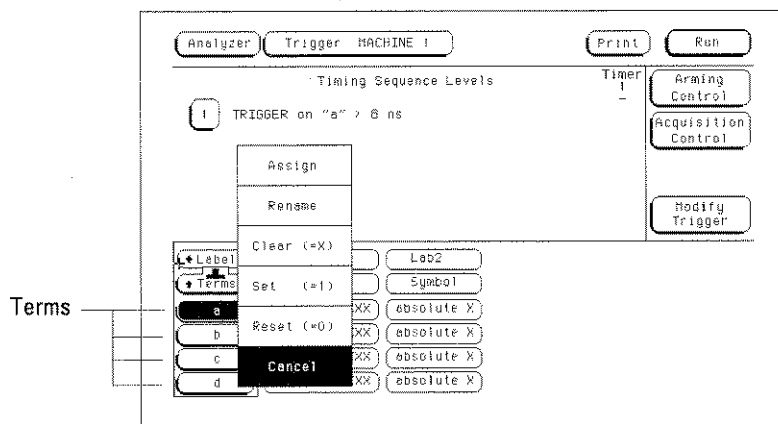 Analyzer Trigger MACHINE 1 Print Run
Timing Sequence Levels
Timer
1
-
Arming
Control
1 TRIGGER on "a" > 8 ns
Acquisition
Control
Modify
Trigger
Assign
Rename
Clear (=X)
Set (=1)
Reset (=0)
Cancel
Label Lab2
Terms Symbol
Terms
a XX absolute X
b XX absolute X
c XX absolute X
d XX absolute X